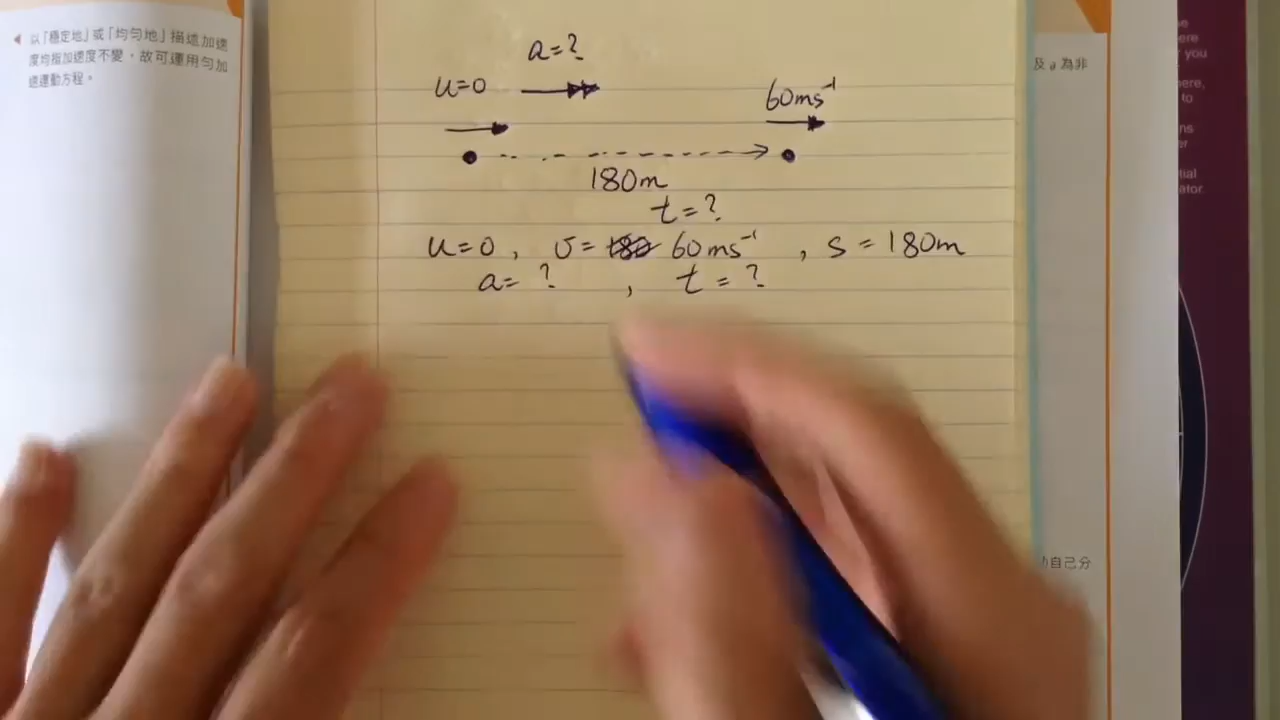 以「穩定地」或「均勻地」描述加速
度均指加速度不變，故可運用勻加
速運動方程。
a=?
u=0
60ms⁻¹
180m
t=?
u=0, v= 60ms⁻¹, s = 180m
a= ?, t = ?
及 a 為非
自己分
ere
you
ere,
to
ns
er
tial
ator.